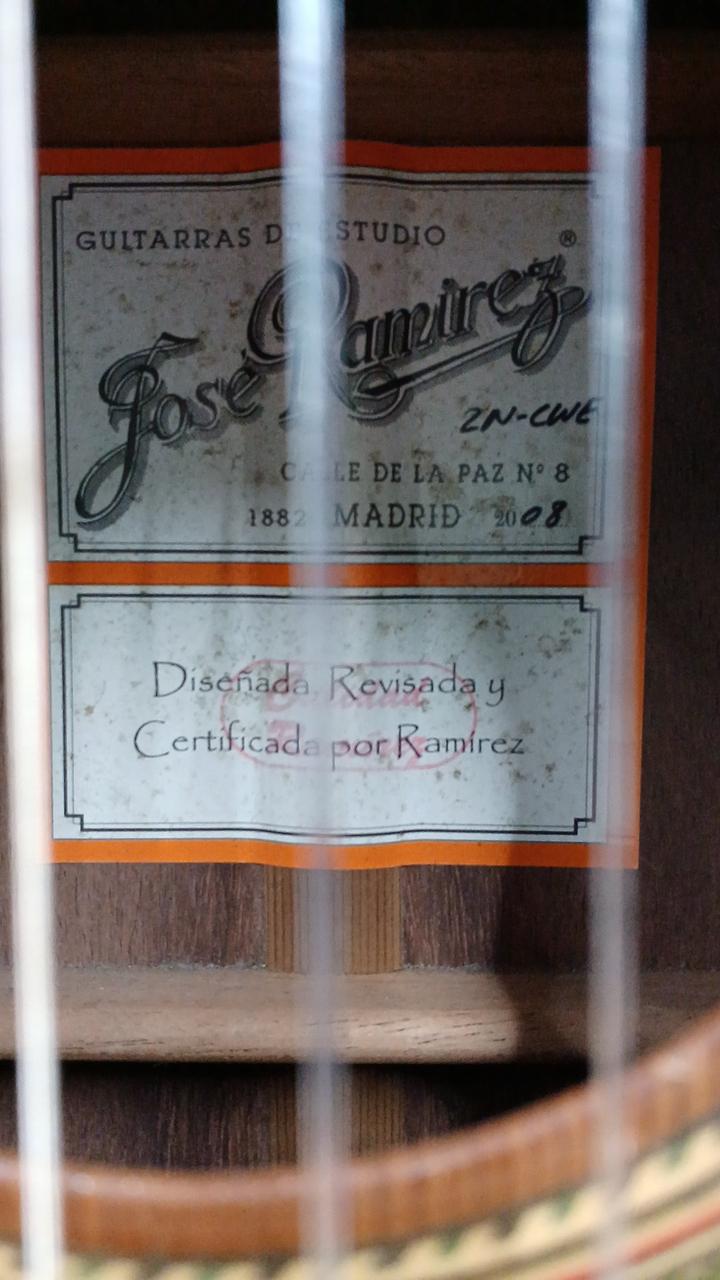 GUITARRAS DE ESTUDIO
®
José Ramírez
2N-CWE
CALLE DE LA PAZ Nº 8
1882 MADRID 2008
Diseñada, Revisada y
Certificada por Ramírez